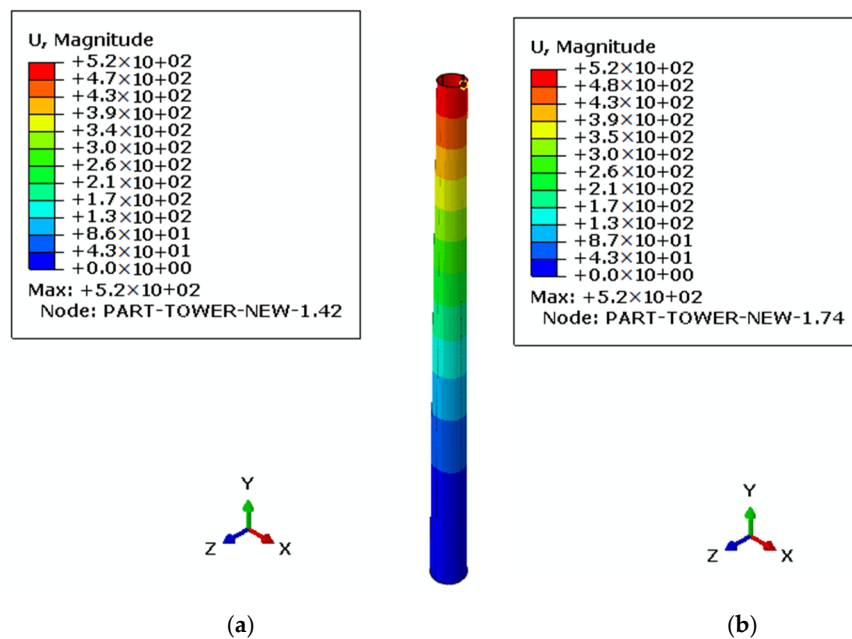 U, Magnitude
+5.2×10+02
+4.7×10+02
+4.3×10+02
+3.9×10+02
+3.4×10+02
+3.0×10+02
+2.6×10+02
+2.1×10+02
+1.7×10+02
+1.3×10+02
+8.6×10+01
+4.3×10+01
+0.0×10+00
Max: +5.2×10+02
Node: PART-TOWER-NEW-1.42
U, Magnitude
+5.2×10+02
+4.8×10+02
+4.3×10+02
+3.9×10+02
+3.5×10+02
+3.0×10+02
+2.6×10+02
+2.1×10+02
+1.7×10+02
+1.3×10+02
+8.7×10+01
+4.3×10+01
+0.0×10+00
Max: +5.2×10+02
Node: PART-TOWER-NEW-1.74
Y
Z
X
Y
Z
X
(a)
(b)